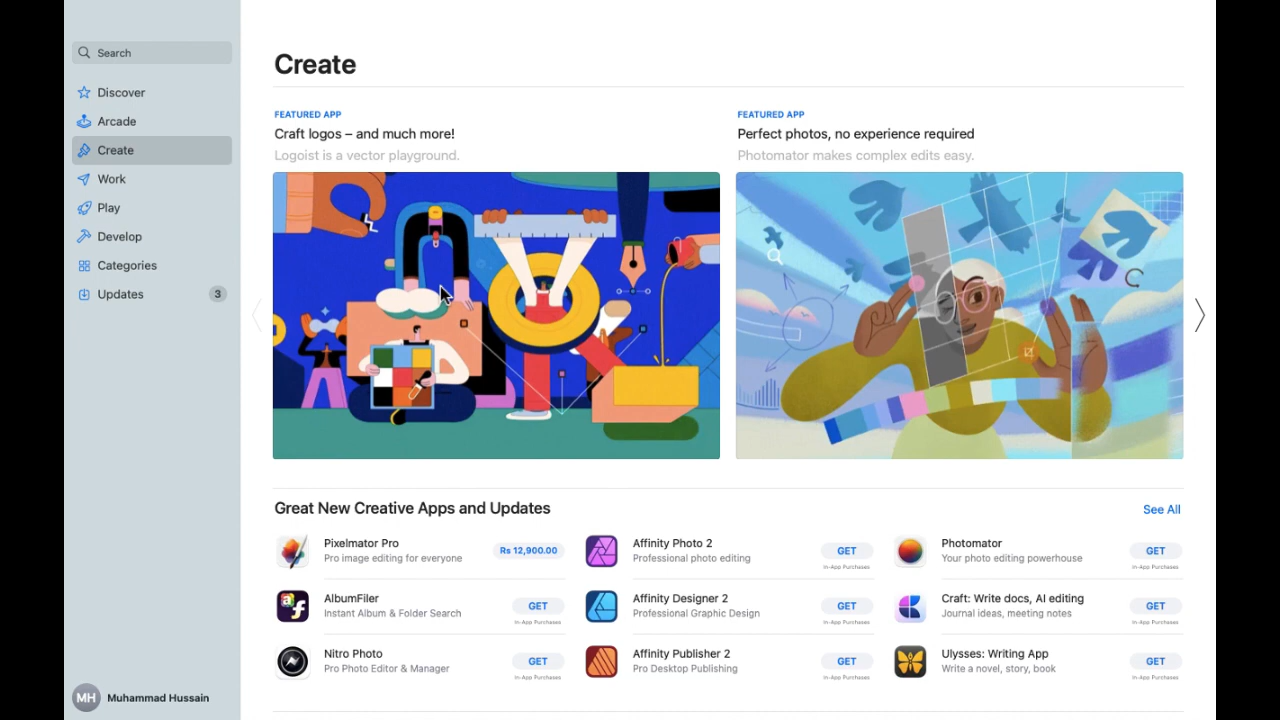 Search
Discover
Arcade
Create
Work
Play
Develop
Categories
Updates
3
MH
Muhammad Hussain
Create
FEATURED APP
Craft logos – and much more!
Logoist is a vector playground.
FEATURED APP
Perfect photos, no experience required
Photomator makes complex edits easy.
Great New Creative Apps and Updates
See All
Pixelmator Pro
Pro image editing for everyone
Rs 12,900.00
Affinity Photo 2
Professional photo editing
GET
In-App Purchases
Photomator
Your photo editing powerhouse
GET
In-App Purchases
AlbumFiler
Instant Album & Folder Search
GET
In-App Purchases
Affinity Designer 2
Professional Graphic Design
GET
In-App Purchases
Craft: Write docs, AI editing
Journal ideas, meeting notes
GET
In-App Purchases
Nitro Photo
Pro Photo Editor & Manager
GET
In-App Purchases
Affinity Publisher 2
Pro Desktop Publishing
GET
In-App Purchases
Ulysses: Writing App
Write a novel, story, book
GET
In-App Purchases